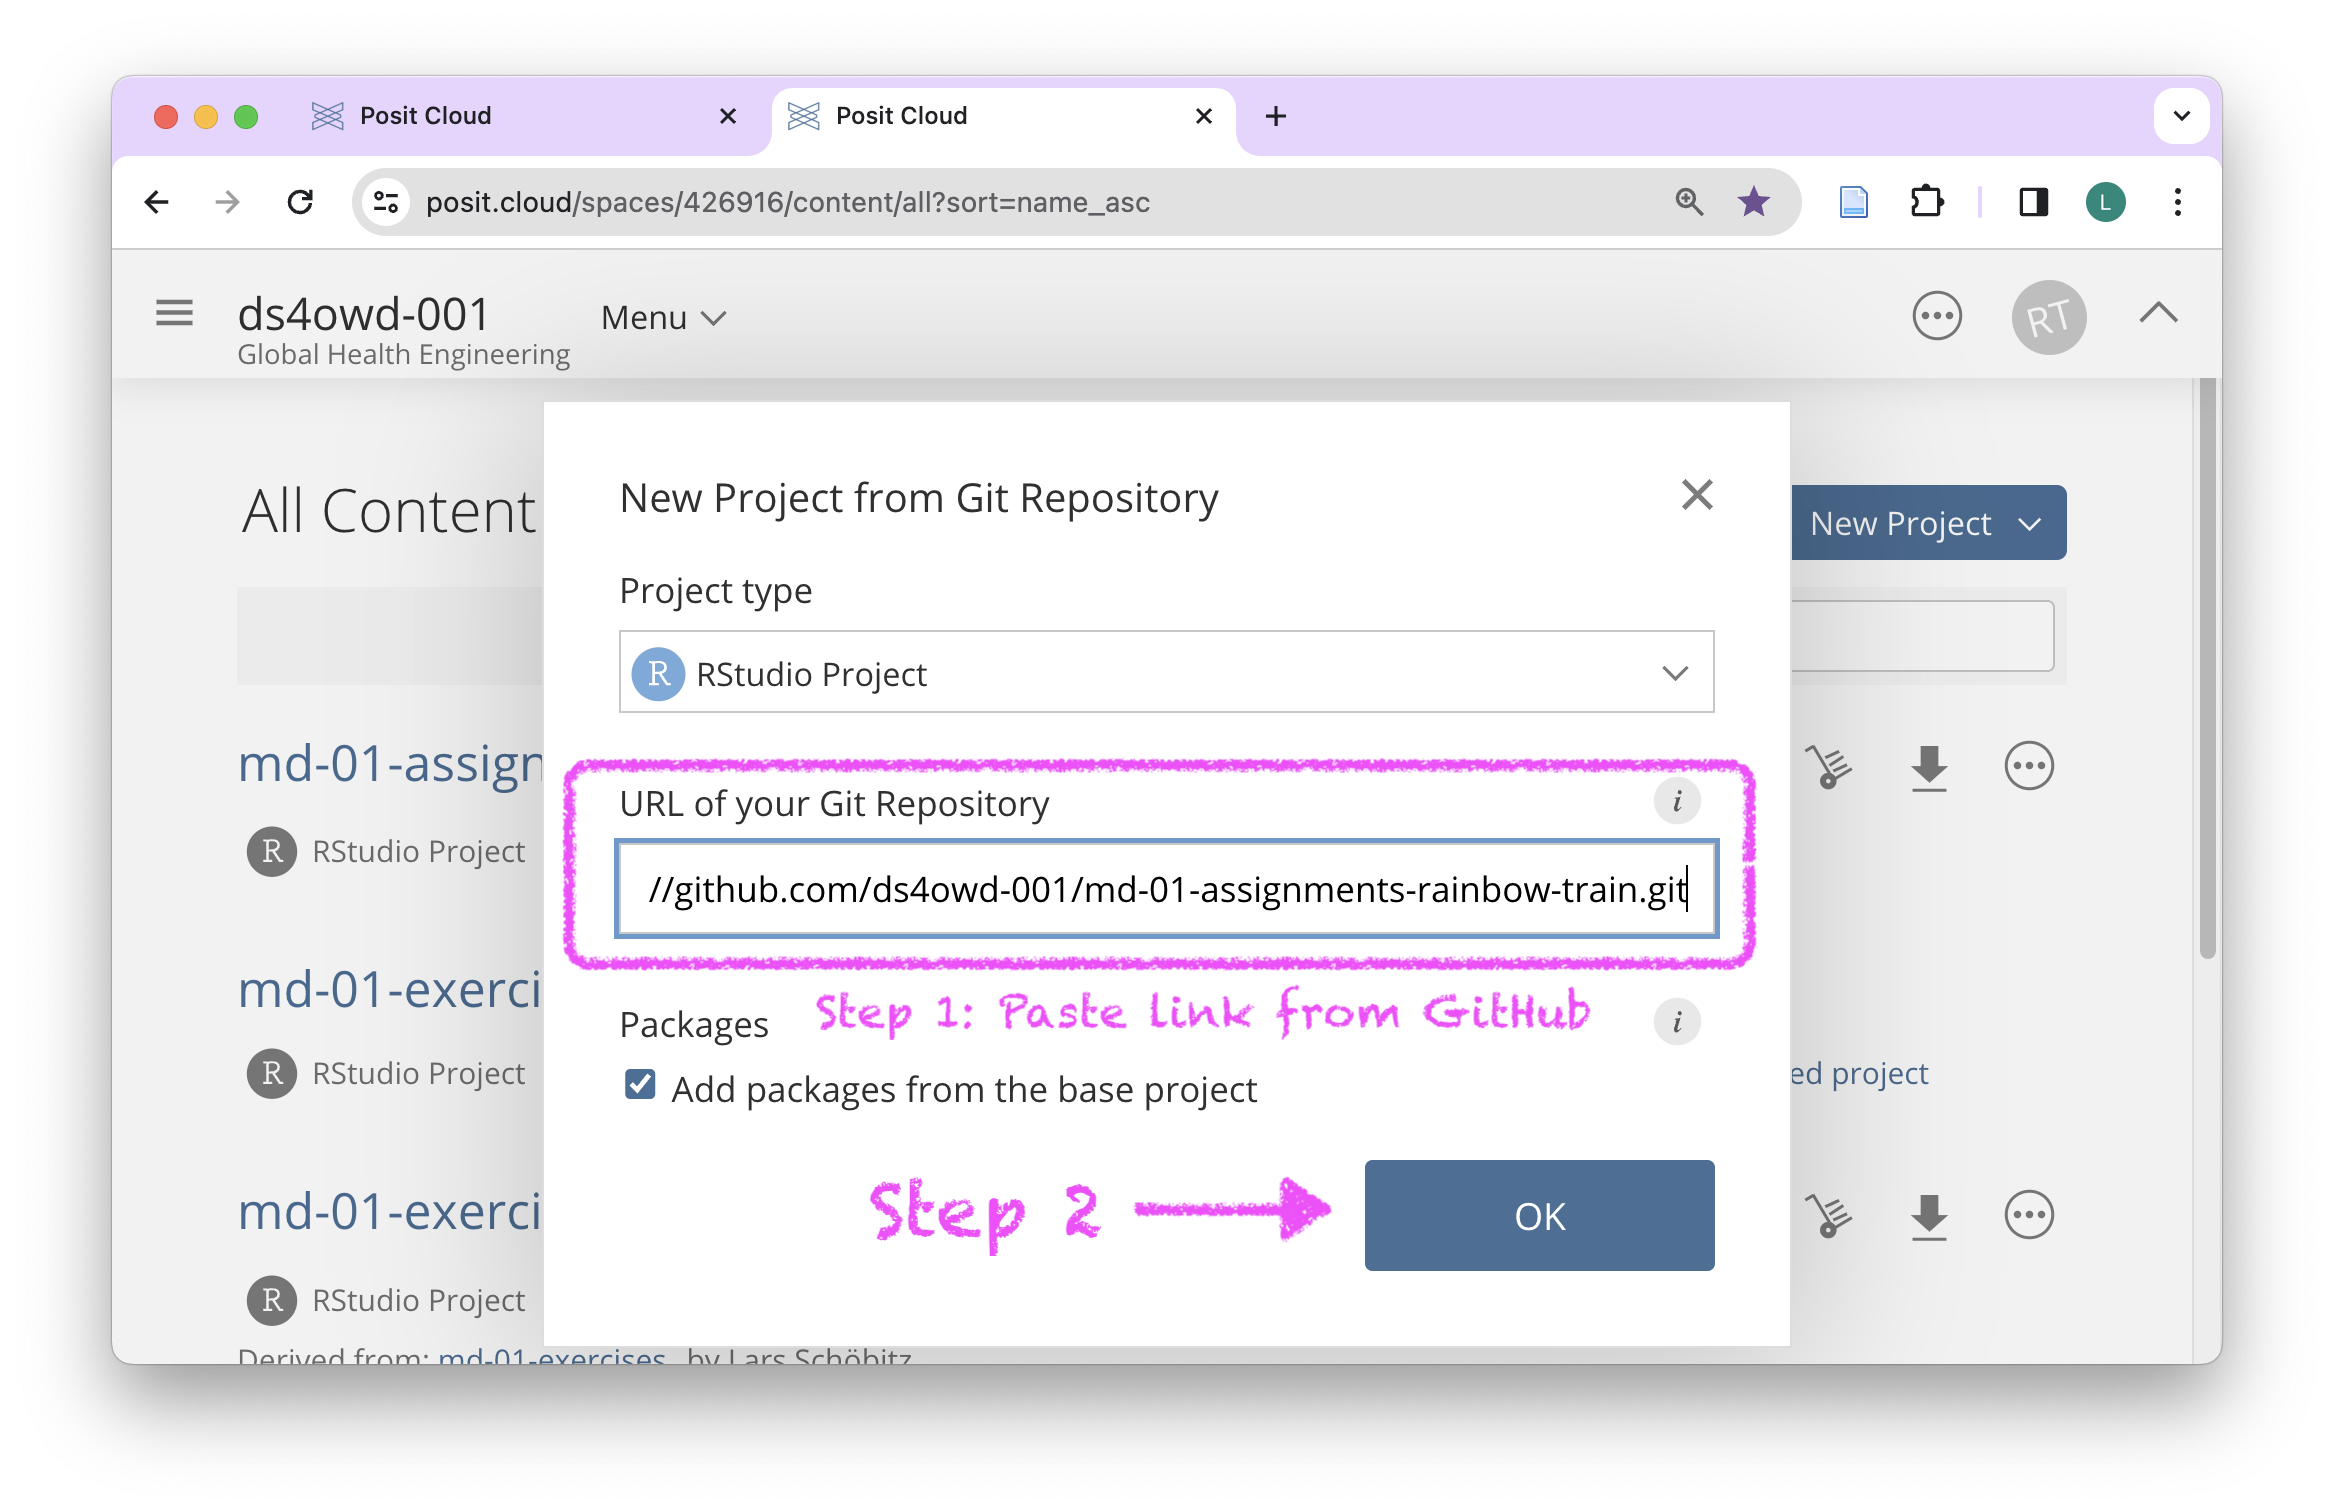 Posit Cloud
Posit Cloud
posit.cloud/spaces/426916/content/all?sort=name_asc
L
ds4owd-001
Global Health Engineering
Menu
RT
All Content
New Project
New Project from Git Repository
Project type
R RStudio Project
URL of your Git Repository
i
//github.com/ds4owd-001/md-01-assignments-rainbow-train.git
Step 1: Paste link from GitHub
Packages
i
Add packages from the base project
Step 2
OK
md-01-assign
R RStudio Project
md-01-exerci
R RStudio Project
ed project
md-01-exerci
R RStudio Project
Derived from: md-01-exercises by Lars Schöbitz